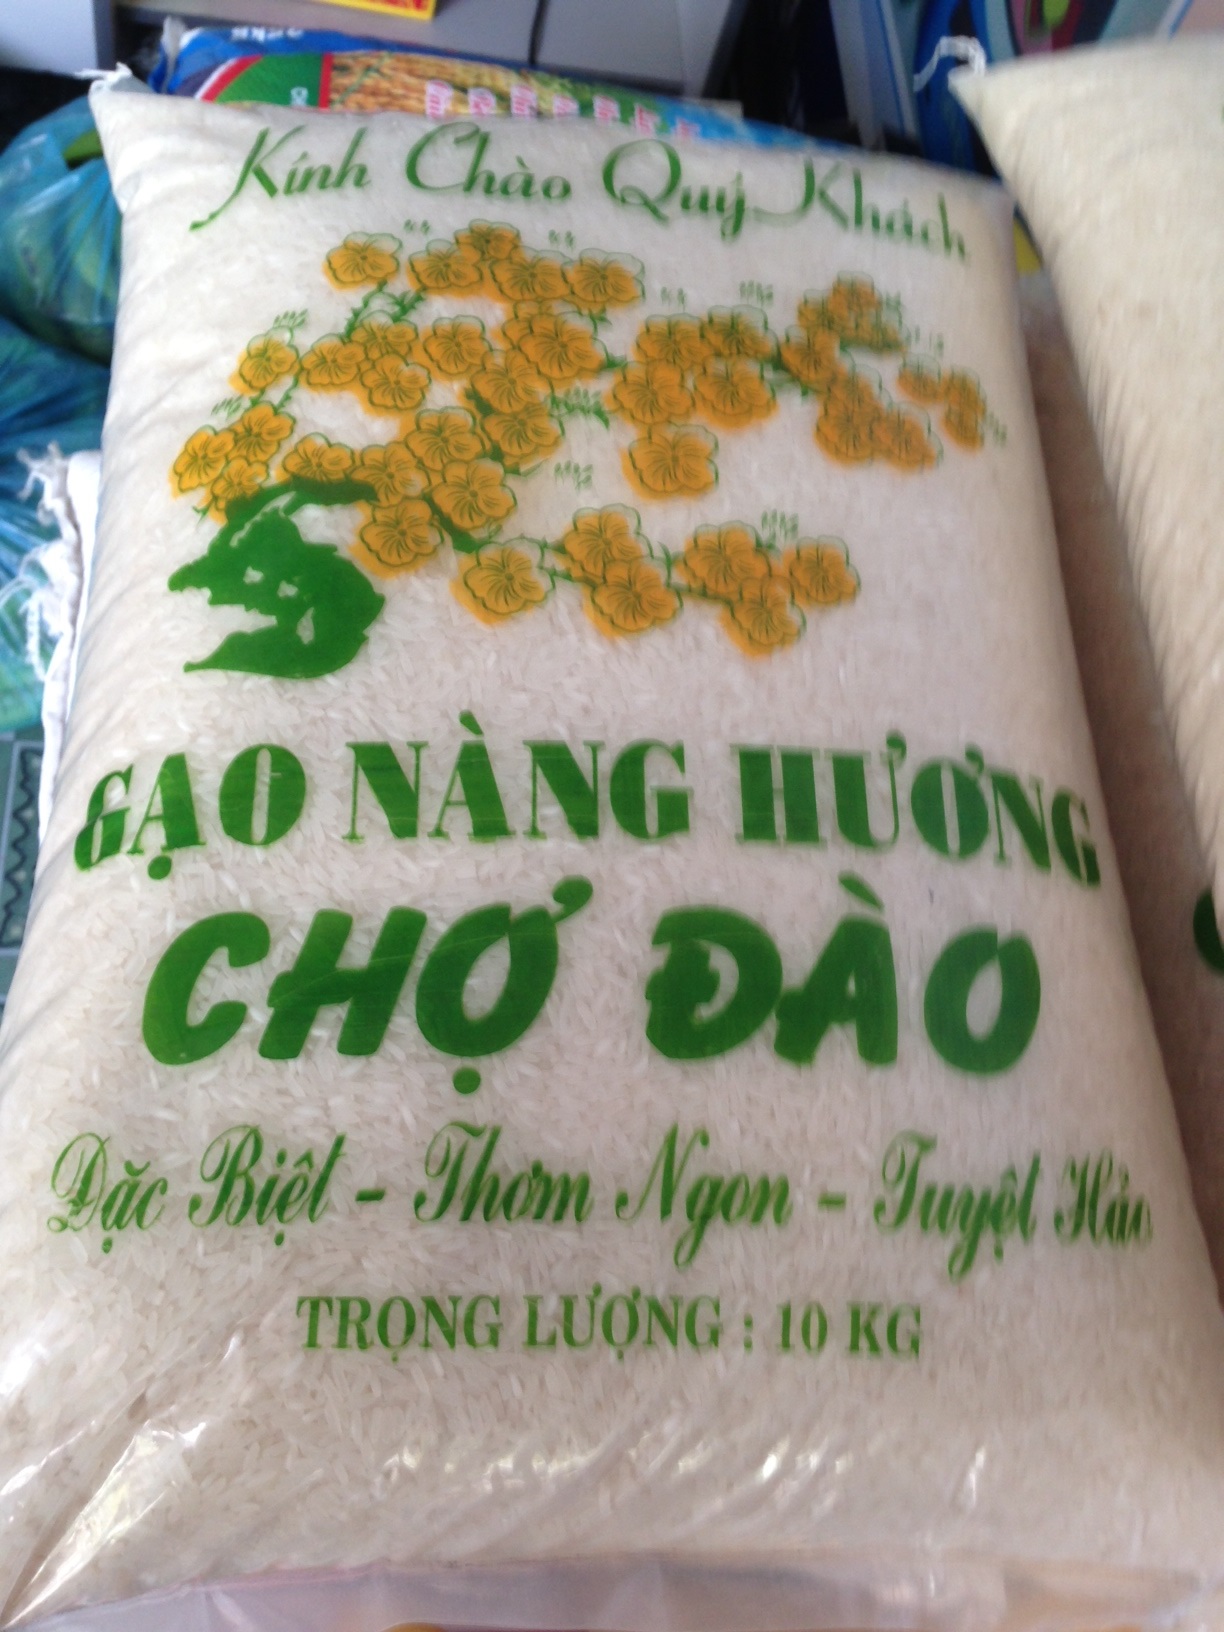 Kính Chào Quý Khách
GẠO NÀNG HƯƠNG
CHỢ ĐÀO
Đặc Biệt - Thơm Ngon - Tuyệt Hảo
TRỌNG LƯỢNG : 10 KG